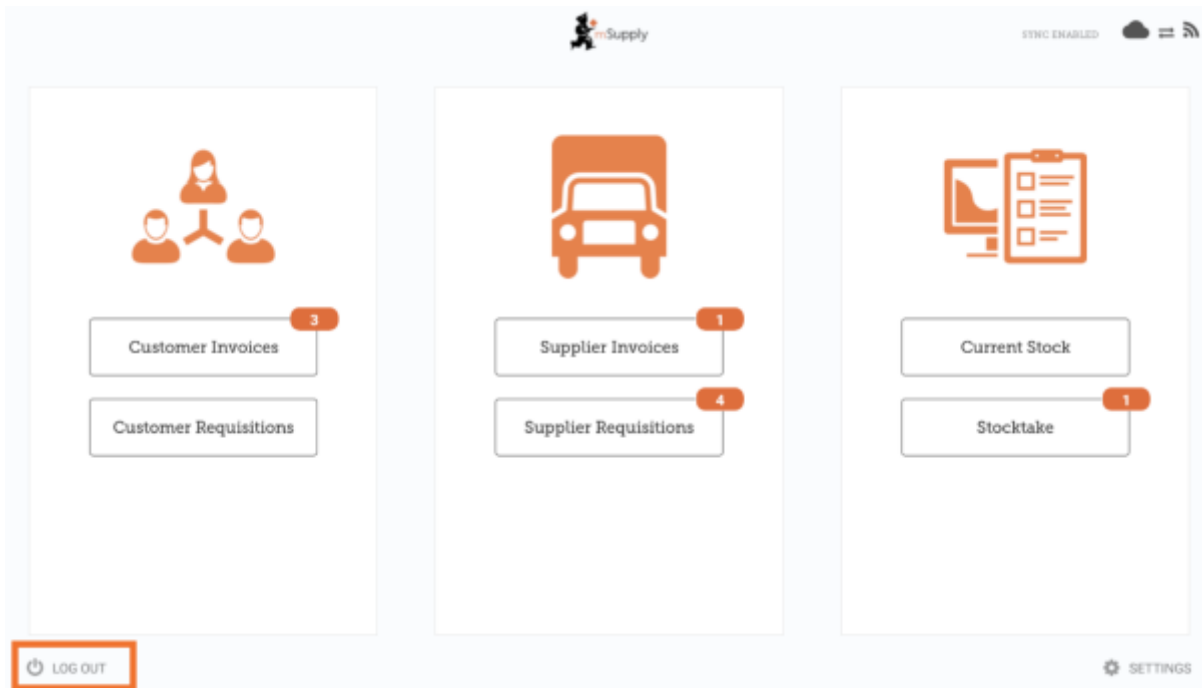 mSupply
SYNC ENABLED
3
Customer Invoices
Customer Requisitions
1
Supplier Invoices
4
Supplier Requisitions
Current Stock
1
Stocktake
LOG OUT
SETTINGS